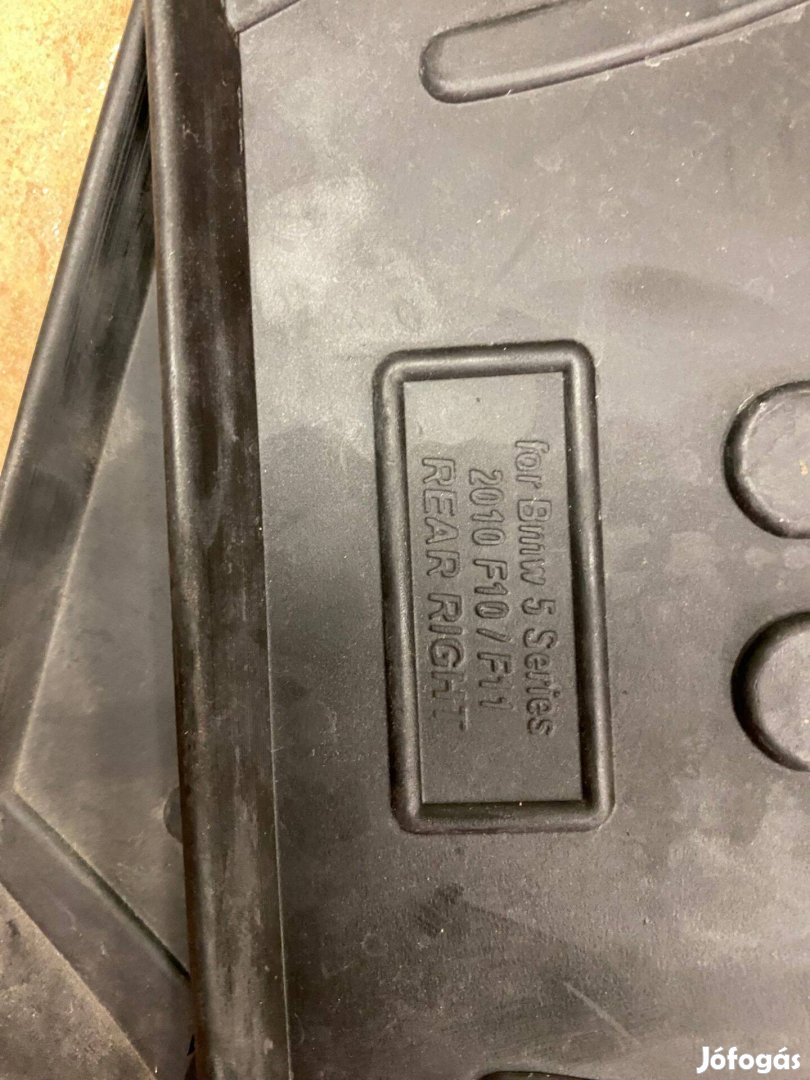 for Bmw 5 Series
2010 F10 / F11
REAR RIGHT
Jófogás